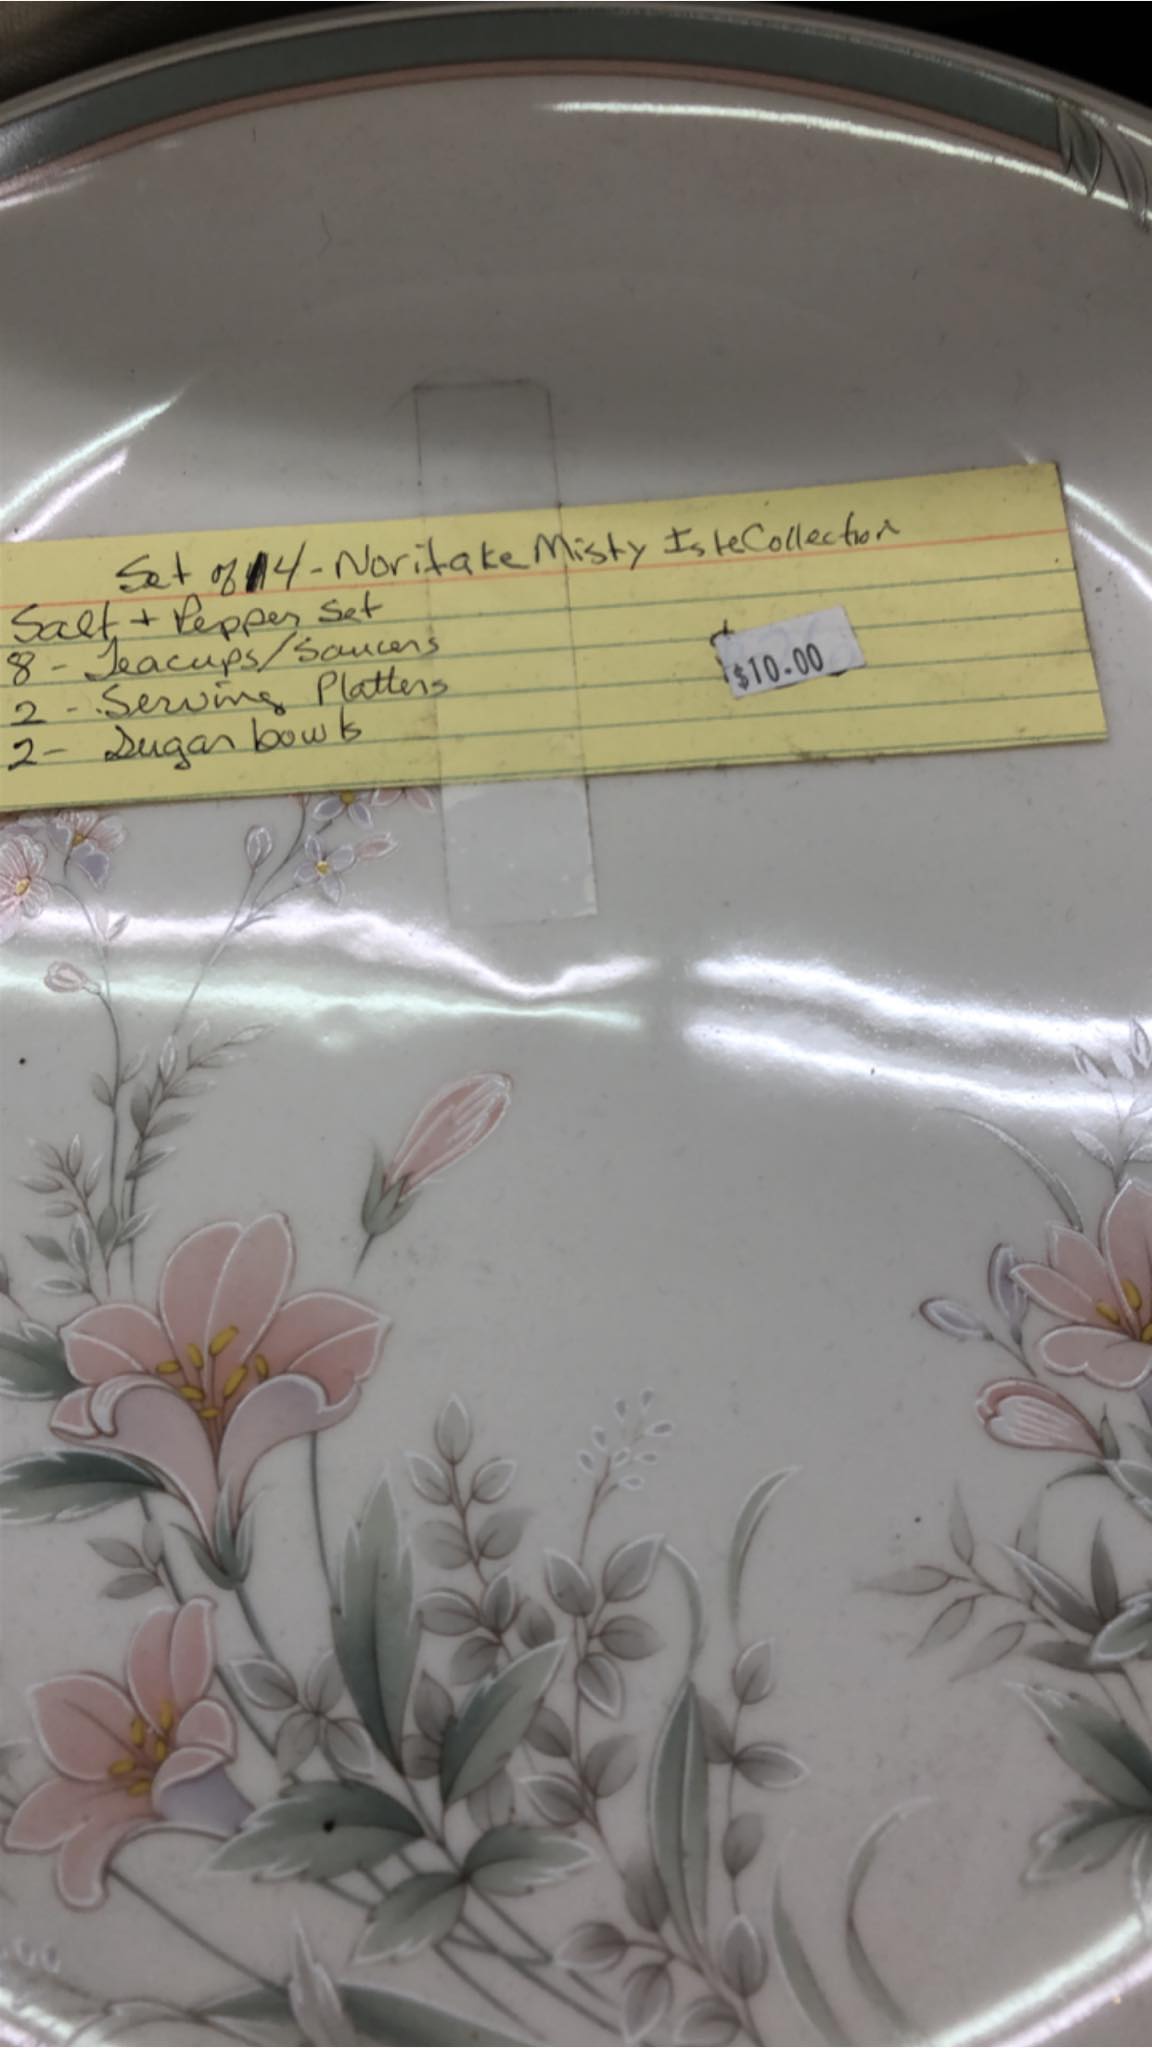 Set of 14 - Noritake Misty Isle Collection
Salt + Pepper Set
8 - Teacups/Saucers
2 - Serving Platters
2 - Sugar bowls
$10.00